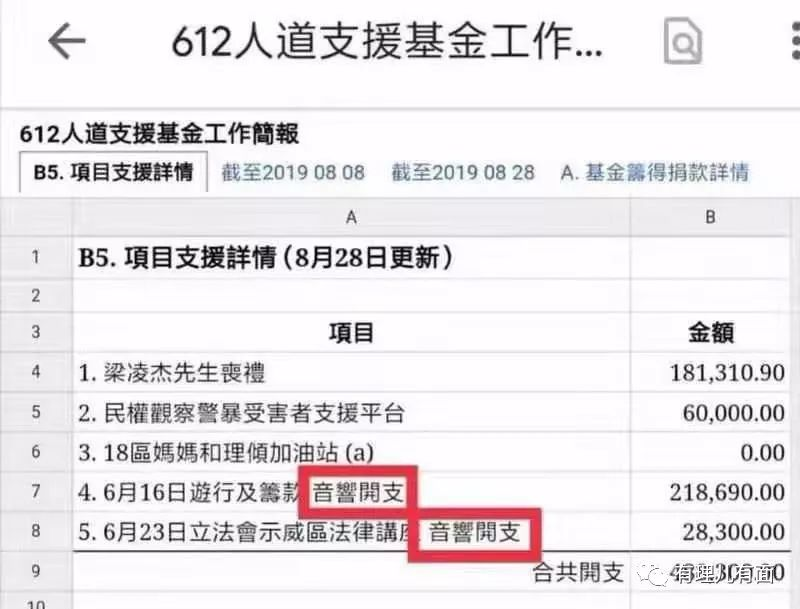 612人道支援基金工作...
612人道支援基金工作簡報
B5. 項目支援詳情 截至2019 08 08 截至2019 08 28 A. 基金籌得捐款詳情
A B
1 B5. 項目支援詳情 (8月28日更新)
2
3 項目 金額
4 1. 梁凌杰先生喪禮 181,310.90
5 2. 民權觀察警暴受害者支援平台 60,000.00
6 3. 18區媽媽和理傾加油站 (a) 0.00
7 4. 6月16日遊行及籌款 音響開支 218,690.00
8 5. 6月23日立法會示威區法律講座 音響開支 28,300.00
9 合共開支
有理儿有面
10